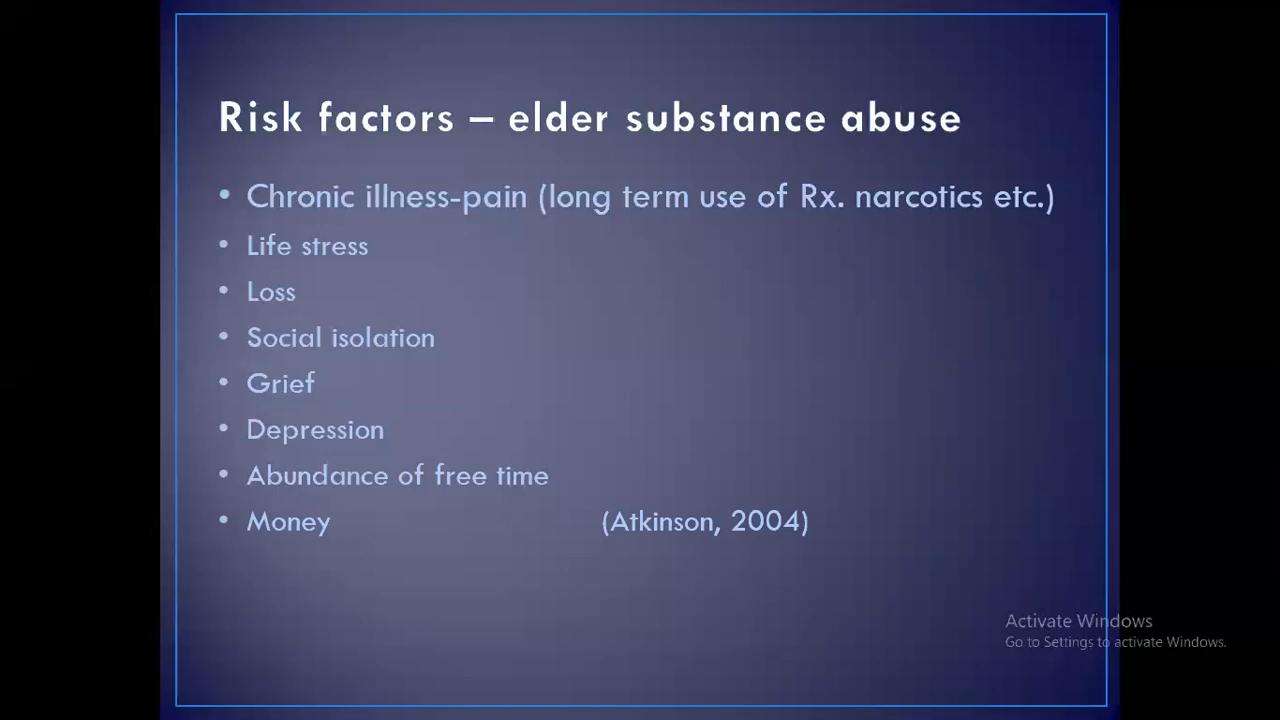 Risk factors – elder substance abuse
• Chronic illness-pain (long term use of Rx. narcotics etc.)
• Life stress
• Loss
• Social isolation
• Grief
• Depression
• Abundance of free time
• Money (Atkinson, 2004)
Activate Windows
Go to Settings to activate Windows.